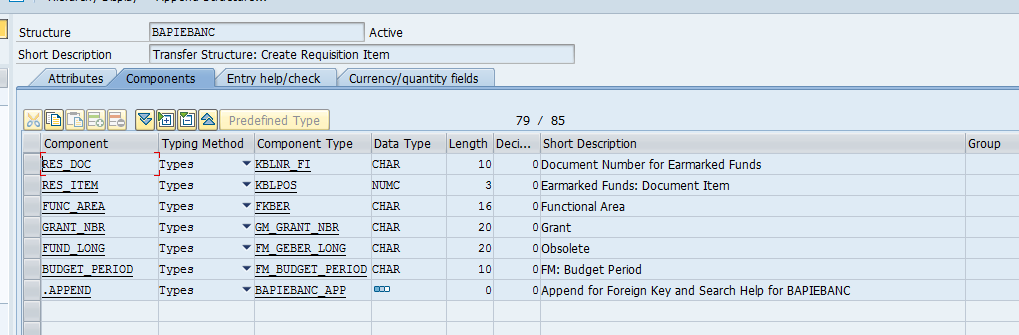 Structure BAPIEBANC Active
Short Description Transfer Structure: Create Requisition Item
Attributes Components Entry help/check Currency/quantity fields
Predefined Type 79 / 85
Component Typing Method Component Type Data Type Length Deci... Short Description Group
RES_DOC Types KBLNR_FI CHAR 10 0 Document Number for Earmarked Funds
RES_ITEM Types KBLPOS NUMC 3 0 Earmarked Funds: Document Item
FUNC_AREA Types FKBER CHAR 16 0 Functional Area
GRANT_NBR Types GM_GRANT_NBR CHAR 20 0 Grant
FUND_LONG Types FM_GEBER_LONG CHAR 20 0 Obsolete
BUDGET_PERIOD Types FM_BUDGET_PERIOD CHAR 10 0 FM: Budget Period
.APPEND Types BAPIEBANC_APP 0 0 Append for Foreign Key and Search Help for BAPIEBANC